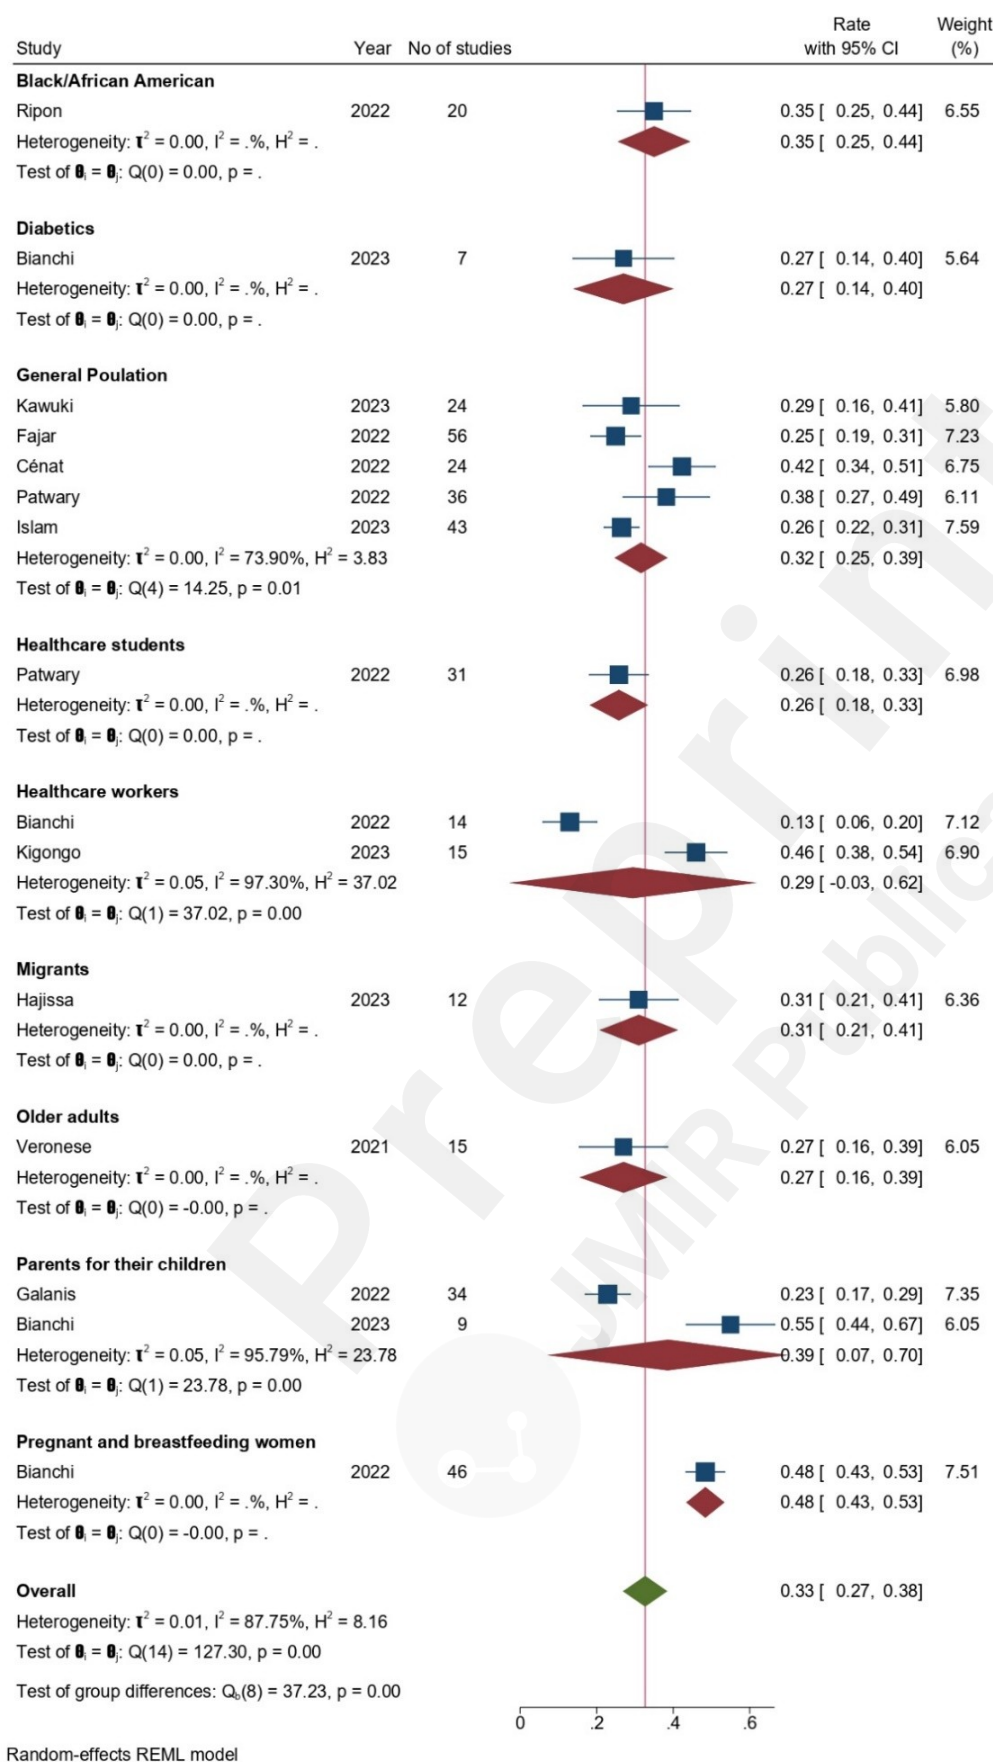 Rate Weight
Study Year No of studies with 95% CI (%)
Black/African American
Ripon 2022 20 0.35 [ 0.25, 0.44] 6.55
Heterogeneity: τ² = 0.00, I² = .%, H² = . 0.35 [ 0.25, 0.44]
Test of θᵢ = θⱼ: Q(0) = 0.00, p = .
Diabetics
Bianchi 2023 7 0.27 [ 0.14, 0.40] 5.64
Heterogeneity: τ² = 0.00, I² = .%, H² = . 0.27 [ 0.14, 0.40]
Test of θᵢ = θⱼ: Q(0) = 0.00, p = .
General Poulation
Kawuki 2023 24 0.29 [ 0.16, 0.41] 5.80
Fajar 2022 56 0.25 [ 0.19, 0.31] 7.23
Cénat 2022 24 0.42 [ 0.34, 0.51] 6.75
Patwary 2022 36 0.38 [ 0.27, 0.49] 6.11
Islam 2023 43 0.26 [ 0.22, 0.31] 7.59
Heterogeneity: τ² = 0.00, I² = 73.90%, H² = 3.83 0.32 [ 0.25, 0.39]
Test of θᵢ = θⱼ: Q(4) = 14.25, p = 0.01
Healthcare students
Patwary 2022 31 0.26 [ 0.18, 0.33] 6.98
Heterogeneity: τ² = 0.00, I² = .%, H² = . 0.26 [ 0.18, 0.33]
Test of θᵢ = θⱼ: Q(0) = 0.00, p = .
Healthcare workers
Bianchi 2022 14 0.13 [ 0.06, 0.20] 7.12
Kigongo 2023 15 0.46 [ 0.38, 0.54] 6.90
Heterogeneity: τ² = 0.05, I² = 97.30%, H² = 37.02 0.29 [ -0.03, 0.62]
Test of θᵢ = θⱼ: Q(1) = 37.02, p = 0.00
Migrants
Hajissa 2023 12 0.31 [ 0.21, 0.41] 6.36
Heterogeneity: τ² = 0.00, I² = .%, H² = . 0.31 [ 0.21, 0.41]
Test of θᵢ = θⱼ: Q(0) = 0.00, p = .
Older adults
Veronese 2021 15 0.27 [ 0.16, 0.39] 6.05
Heterogeneity: τ² = 0.00, I² = .%, H² = . 0.27 [ 0.16, 0.39]
Test of θᵢ = θⱼ: Q(0) = -0.00, p = .
Parents for their children
Galanis 2022 34 0.23 [ 0.17, 0.29] 7.35
Bianchi 2023 9 0.55 [ 0.44, 0.67] 6.05
Heterogeneity: τ² = 0.05, I² = 95.79%, H² = 23.78 0.39 [ 0.07, 0.70]
Test of θᵢ = θⱼ: Q(1) = 23.78, p = 0.00
Pregnant and breastfeeding women
Bianchi 2022 46 0.48 [ 0.43, 0.53] 7.51
Heterogeneity: τ² = 0.00, I² = .%, H² = . 0.48 [ 0.43, 0.53]
Test of θᵢ = θⱼ: Q(0) = -0.00, p = .
Overall 0.33 [ 0.27, 0.38]
Heterogeneity: τ² = 0.01, I² = 87.75%, H² = 8.16
Test of θᵢ = θⱼ: Q(14) = 127.30, p = 0.00
Test of group differences: Q_b(8) = 37.23, p = 0.00
0 .2 .4 .6
Random-effects REML model
Preprint
JMIR Publica